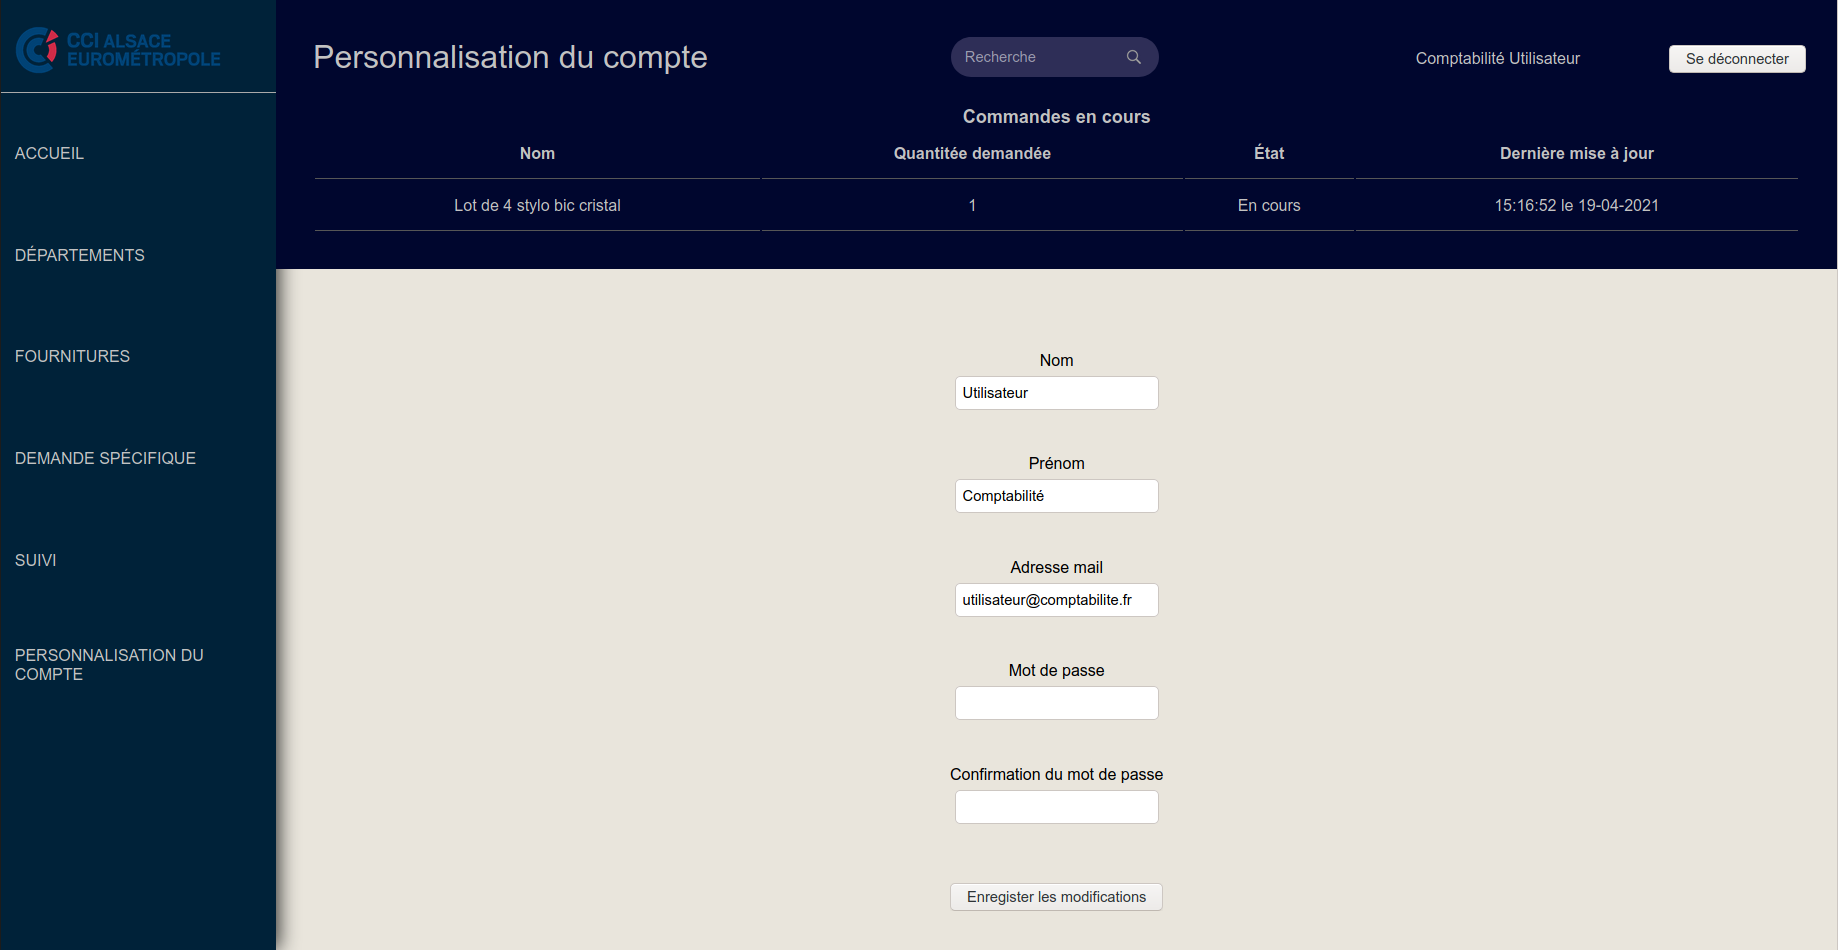 CCI ALSACE
EUROMÉTROPOLE
Personnalisation du compte
Recherche
Comptabilité Utilisateur
Se déconnecter
ACCUEIL
DÉPARTEMENTS
FOURNITURES
DEMANDE SPÉCIFIQUE
SUIVI
PERSONNALISATION DU
COMPTE
Commandes en cours
Nom Quantitée demandée État Dernière mise à jour
Lot de 4 stylo bic cristal 1 En cours 15:16:52 le 19-04-2021
Nom
Utilisateur
Prénom
Comptabilité
Adresse mail
utilisateur@comptabilite.fr
Mot de passe
Confirmation du mot de passe
Enregister les modifications